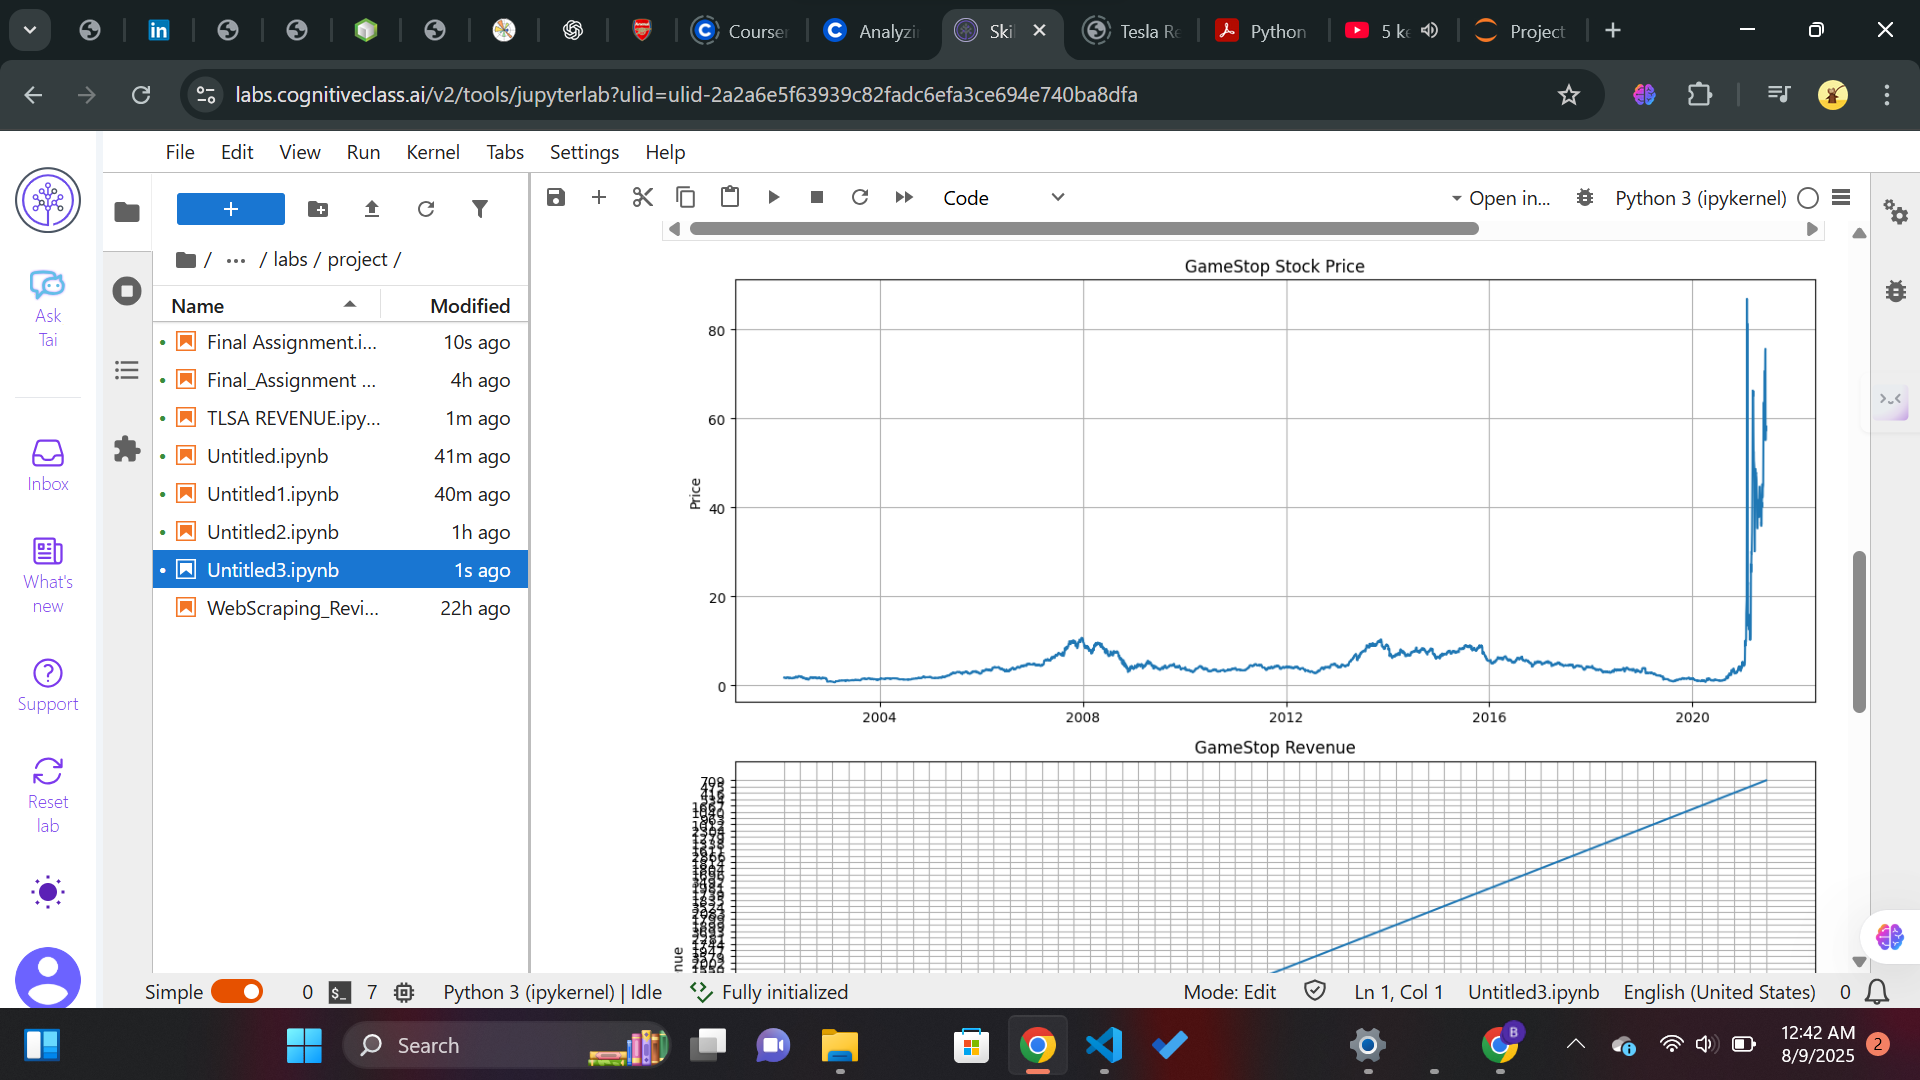 Courser
Analyzi
Skil
Tesla Re
Python
5 ke
Project
labs.cognitiveclass.ai/v2/tools/jupyterlab?ulid=ulid-2a2a6e5f63939c82fadc6efa3ce694e740ba8dfa
File Edit View Run Kernel Tabs Settings Help
Code
Open in...
Python 3 (ipykernel)
Ask
Tai
Inbox
What's
new
Support
Reset
lab
/ ... / labs / project /
Name Modified
Final Assignment.i... 10s ago
Final_Assignment ... 4h ago
TLSA REVENUE.ipy... 1m ago
Untitled.ipynb 41m ago
Untitled1.ipynb 40m ago
Untitled2.ipynb 1h ago
Untitled3.ipynb 1s ago
WebScraping_Revi... 22h ago
GameStop Stock Price
Price
80
60
40
20
0
2004 2008 2012 2016 2020
GameStop Revenue
709
Simple 0 $_ 7 Python 3 (ipykernel) | Idle Fully initialized Mode: Edit Ln 1, Col 1 Untitled3.ipynb English (United States) 0
Search
B
12:42 AM
8/9/2025
2